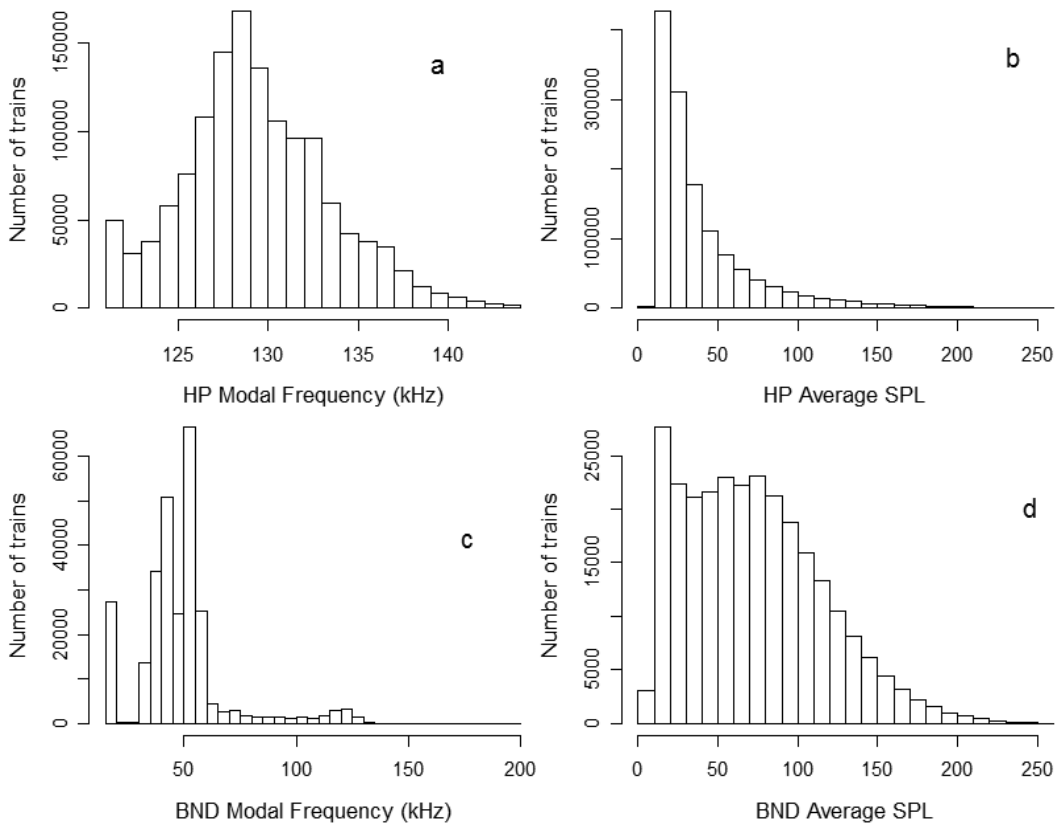 Number of trains
150000
100000
50000
0
a
125 130 135 140
HP Modal Frequency (kHz)
Number of trains
300000
100000
0
b
0 50 100 150 200 250
HP Average SPL
Number of trains
60000
40000
20000
0
c
50 100 150 200
BND Modal Frequency (kHz)
Number of trains
25000
15000
5000
0
d
0 50 100 150 200 250
BND Average SPL